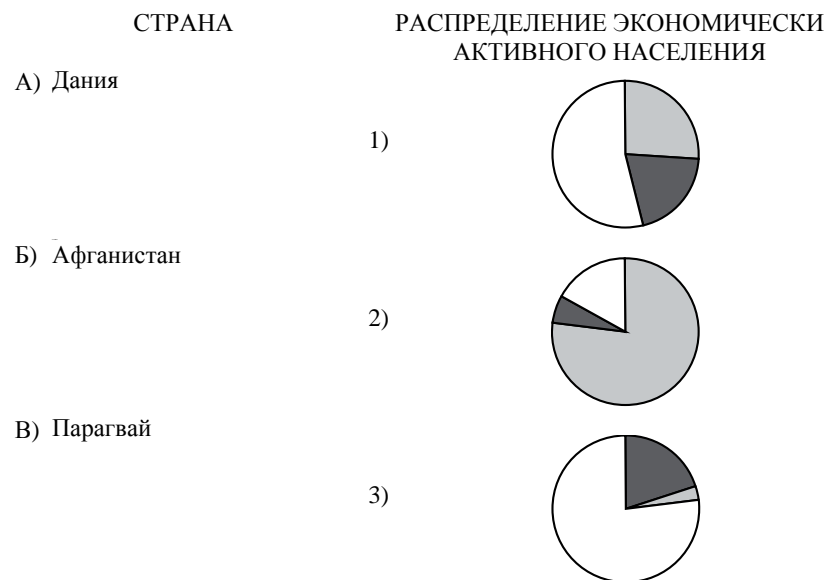 СТРАНА
РАСПРЕДЕЛЕНИЕ ЭКОНОМИЧЕСКИ
АКТИВНОГО НАСЕЛЕНИЯ
А) Дания
1)
Б) Афганистан
2)
В) Парагвай
3)